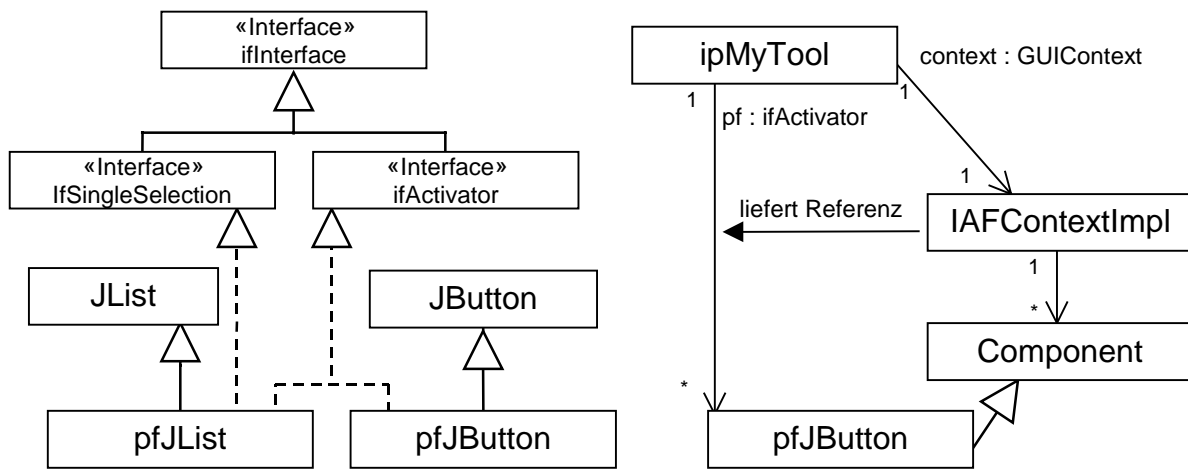 «Interface»
ifInterface
«Interface»
IfSingleSelection
«Interface»
ifActivator
JList
JButton
pfJList
pfJButton
ipMyTool
context : GUIContext
1
1
pf : ifActivator
1
liefert Referenz
IAFContextImpl
1
*
Component
*
pfJButton